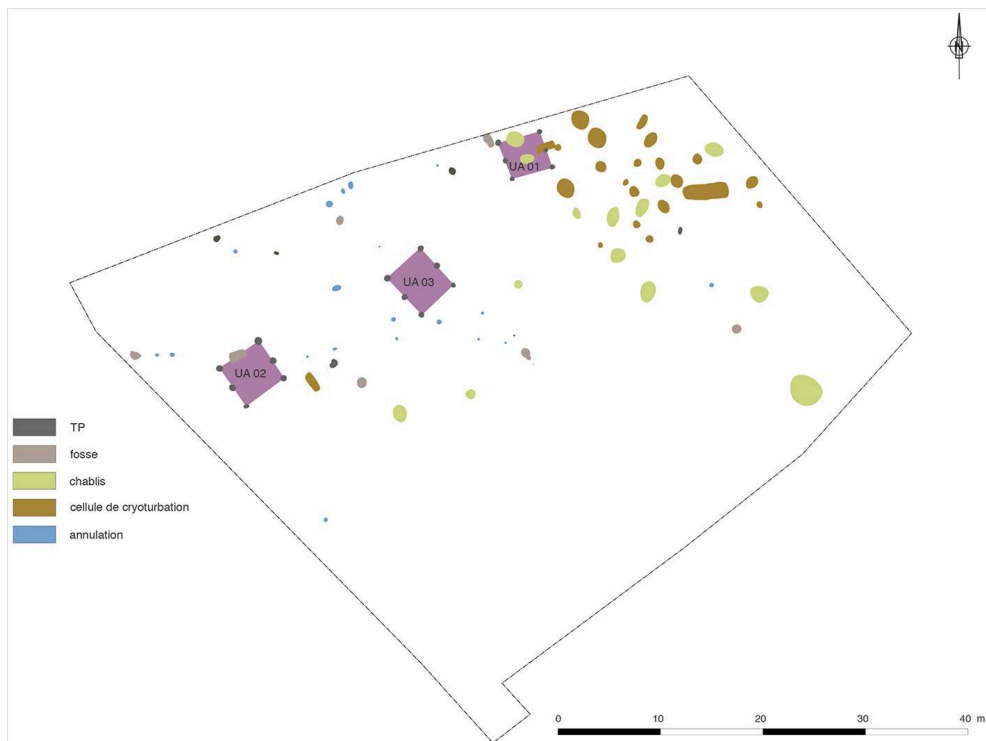 N
UA 01
UA 03
UA 02
TP
fosse
chablis
cellule de cryoturbation
annulation
0 10 20 30 40 m